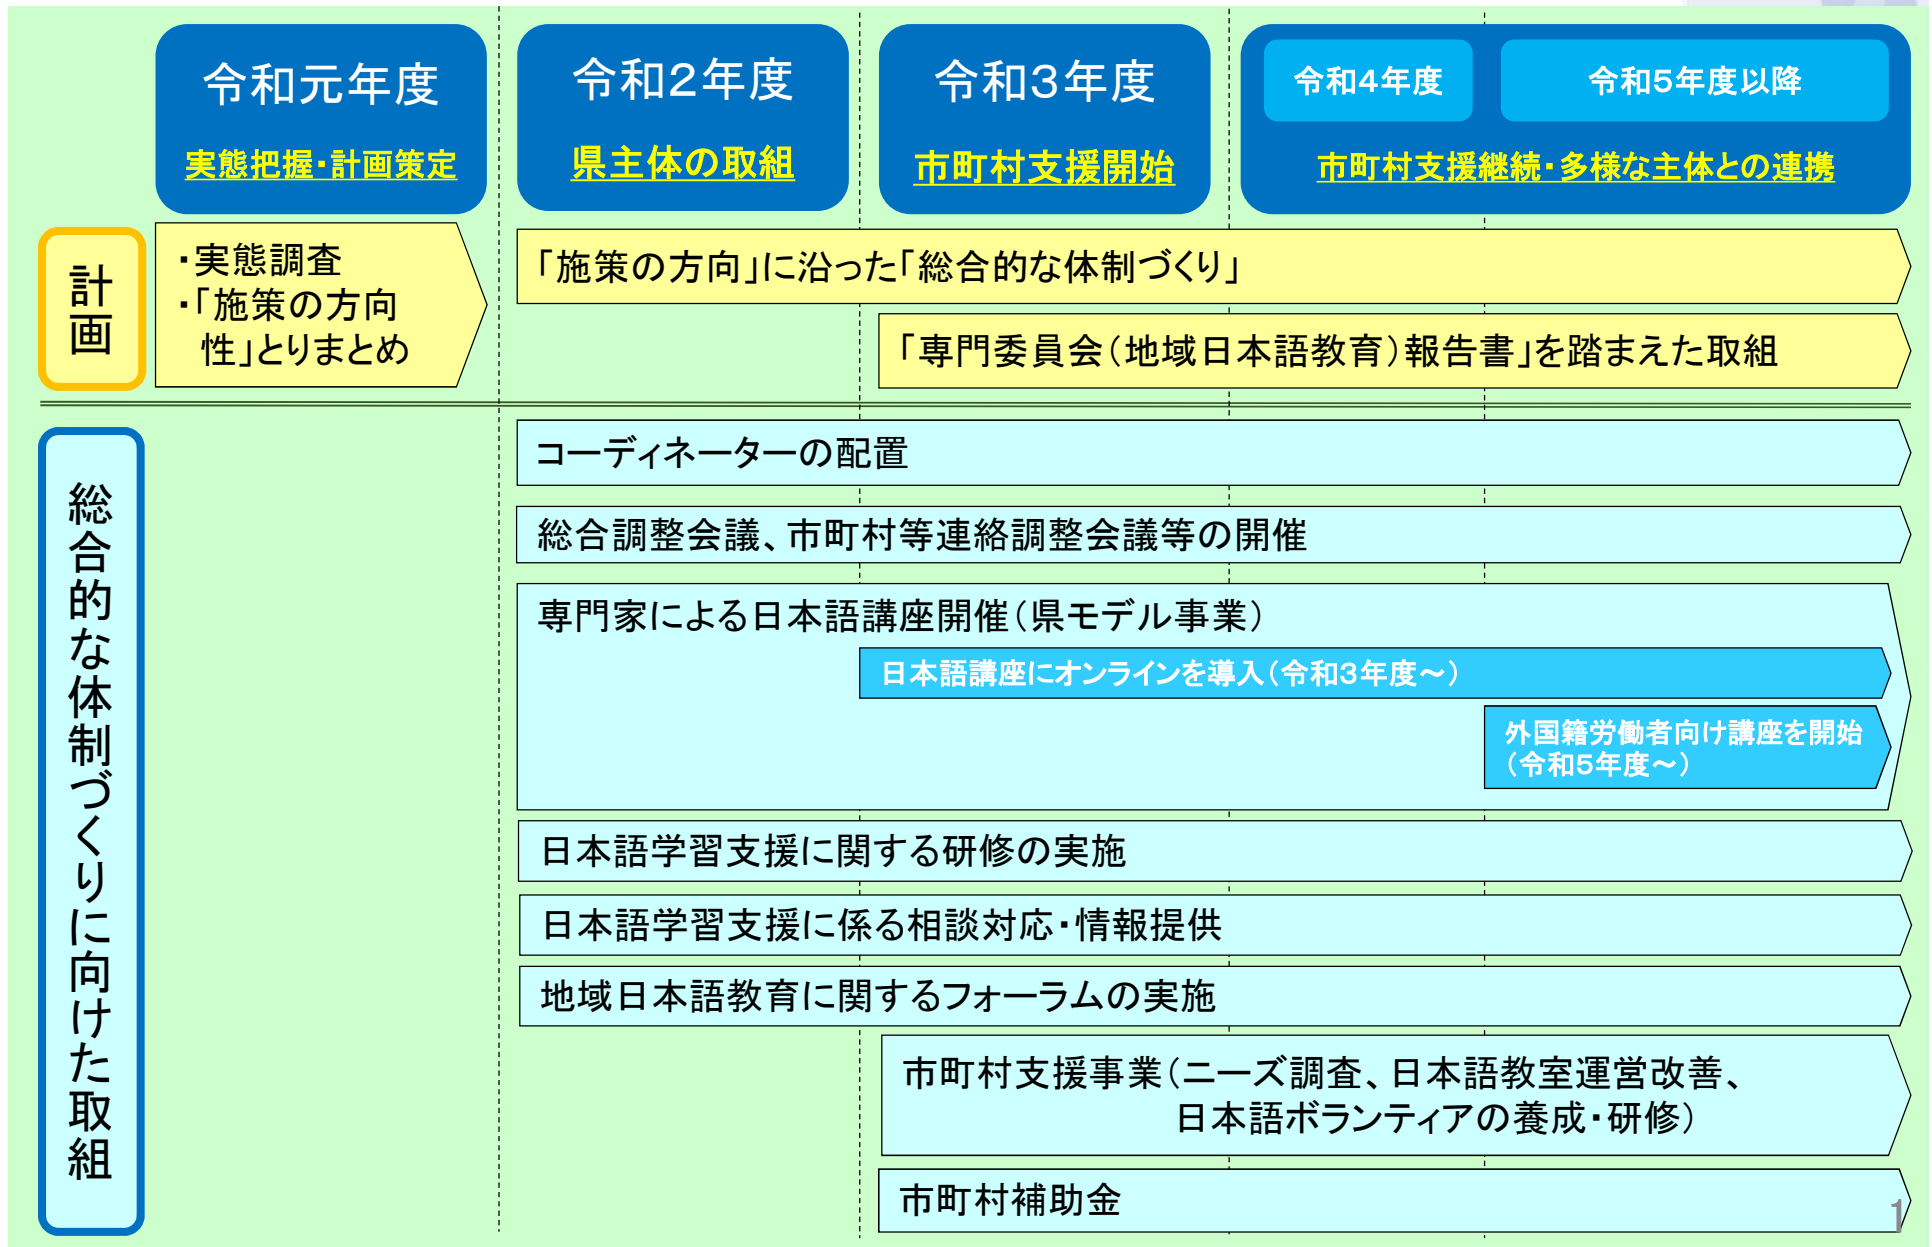 令和元年度
実態把握・計画策定
令和2年度
県主体の取組
令和3年度
市町村支援開始
令和4年度
令和5年度以降
市町村支援継続・多様な主体との連携
計画
・実態調査
・「施策の方向
性」とりまとめ
「施策の方向」に沿った「総合的な体制づくり」
「専門委員会（地域日本語教育）報告書」を踏まえた取組
総合的な体制づくりに向けた取組
コーディネーターの配置
総合調整会議、市町村等連絡調整会議等の開催
専門家による日本語講座開催（県モデル事業）
日本語講座にオンラインを導入（令和3年度～）
外国籍労働者向け講座を開始
（令和5年度～）
日本語学習支援に関する研修の実施
日本語学習支援に係る相談対応・情報提供
地域日本語教育に関するフォーラムの実施
市町村支援事業（ニーズ調査、日本語教室運営改善、
日本語ボランティアの養成・研修）
市町村補助金
1